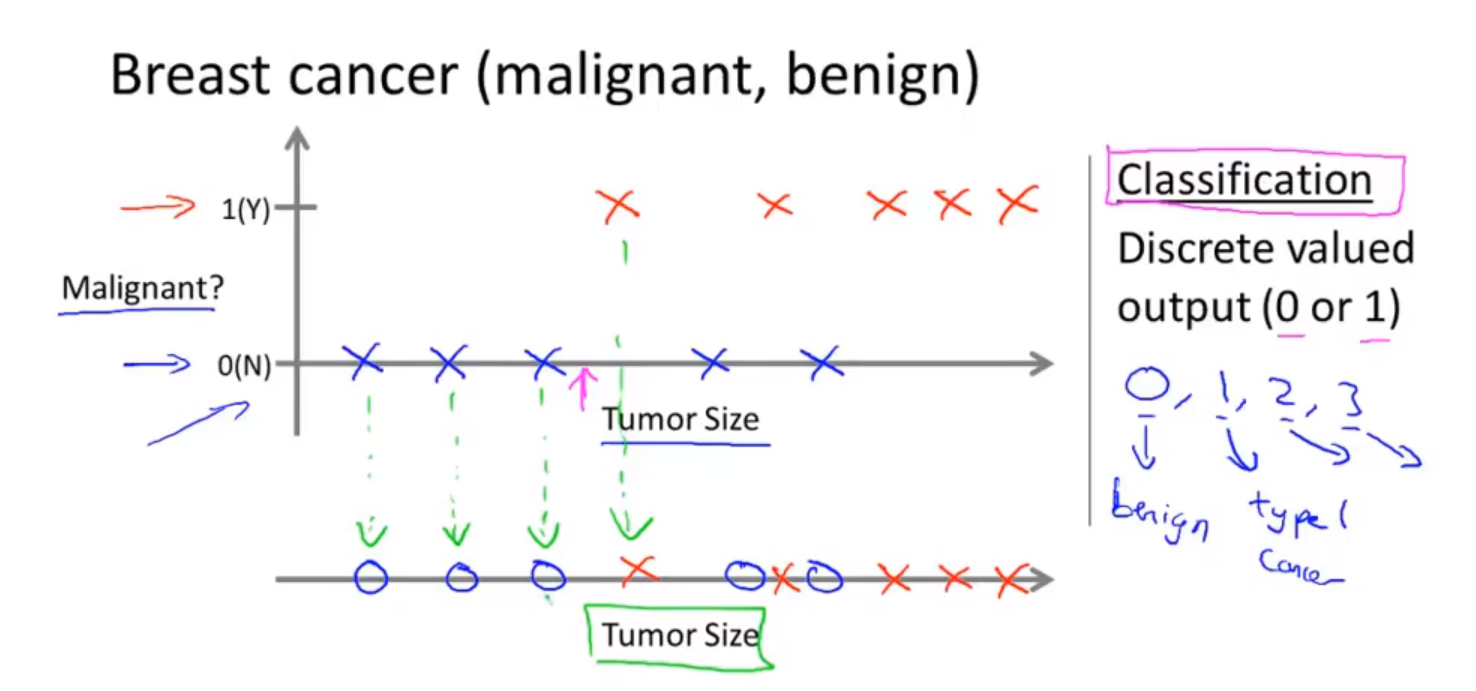 Breast cancer (malignant, benign)
1(Y)
Malignant?
0(N)
Tumor Size
Tumor Size
Classification
Discrete valued
output (0 or 1)
0, 1, 2, 3
benign type 1
cancer